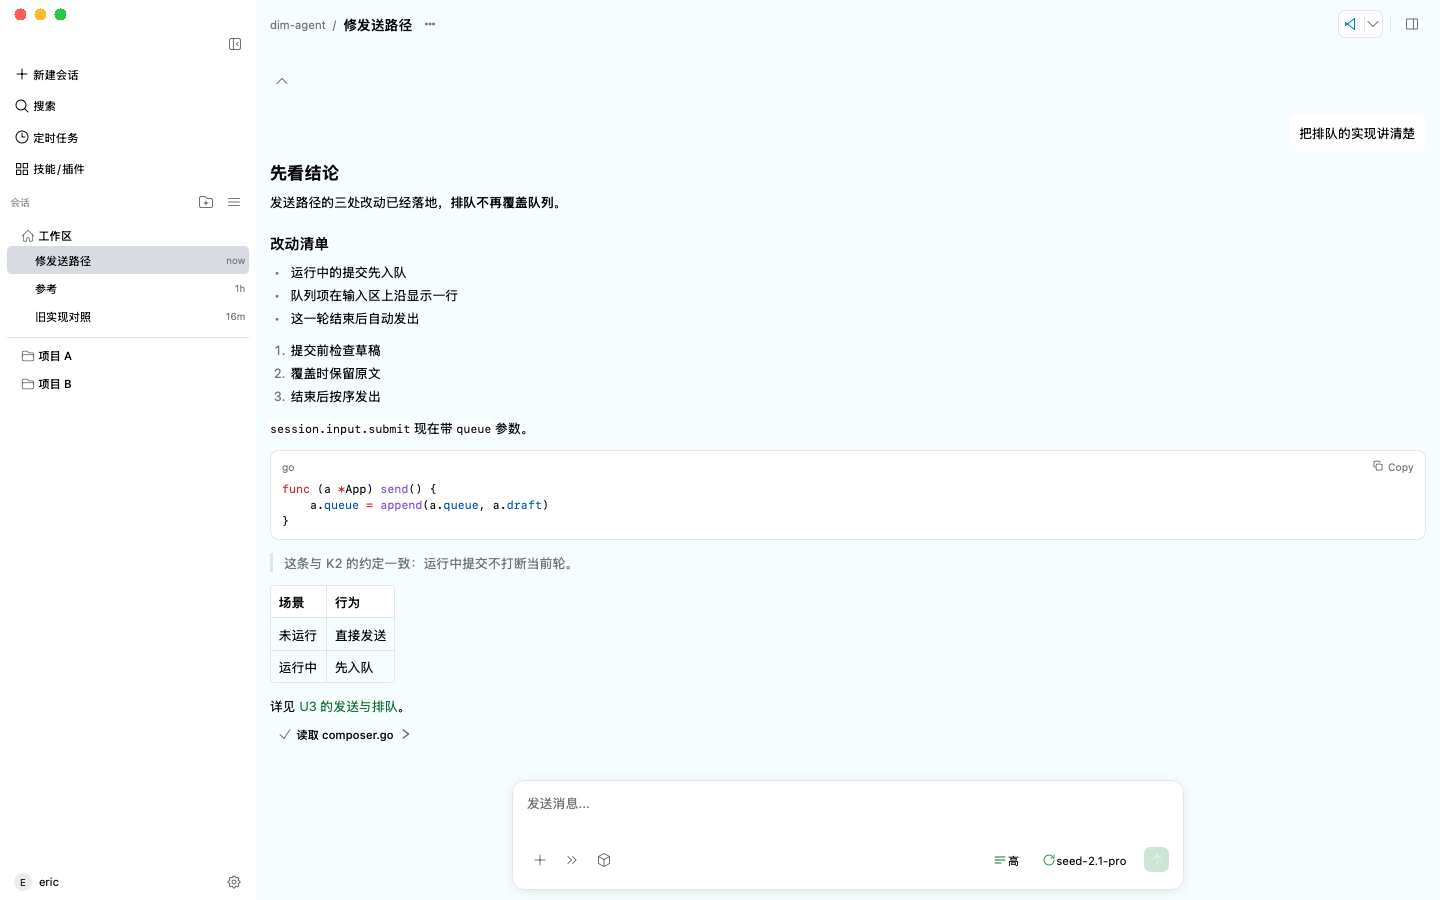 dim-agent / 修发送路径
新建会话
搜索
定时任务
技能/插件
会话
工作区
修发送路径 now
参考 1h
旧实现对照 16m
项目 A
项目 B
E eric
把排队的实现讲清楚
先看结论
发送路径的三处改动已经落地，排队不再覆盖队列。
改动清单
• 运行中的提交先入队
• 队列项在输入区上沿显示一行
• 这一轮结束后自动发出
1. 提交前检查草稿
2. 覆盖时保留原文
3. 结束后按序发出
session.input.submit 现在带 queue 参数。
go Copy
func (a *App) send() {
    a.queue = append(a.queue, a.draft)
}
这条与 K2 的约定一致：运行中提交不打断当前轮。
场景 行为
未运行 直接发送
运行中 先入队
详见 U3 的发送与排队。
读取 composer.go
发送消息...
高 seed-2.1-pro